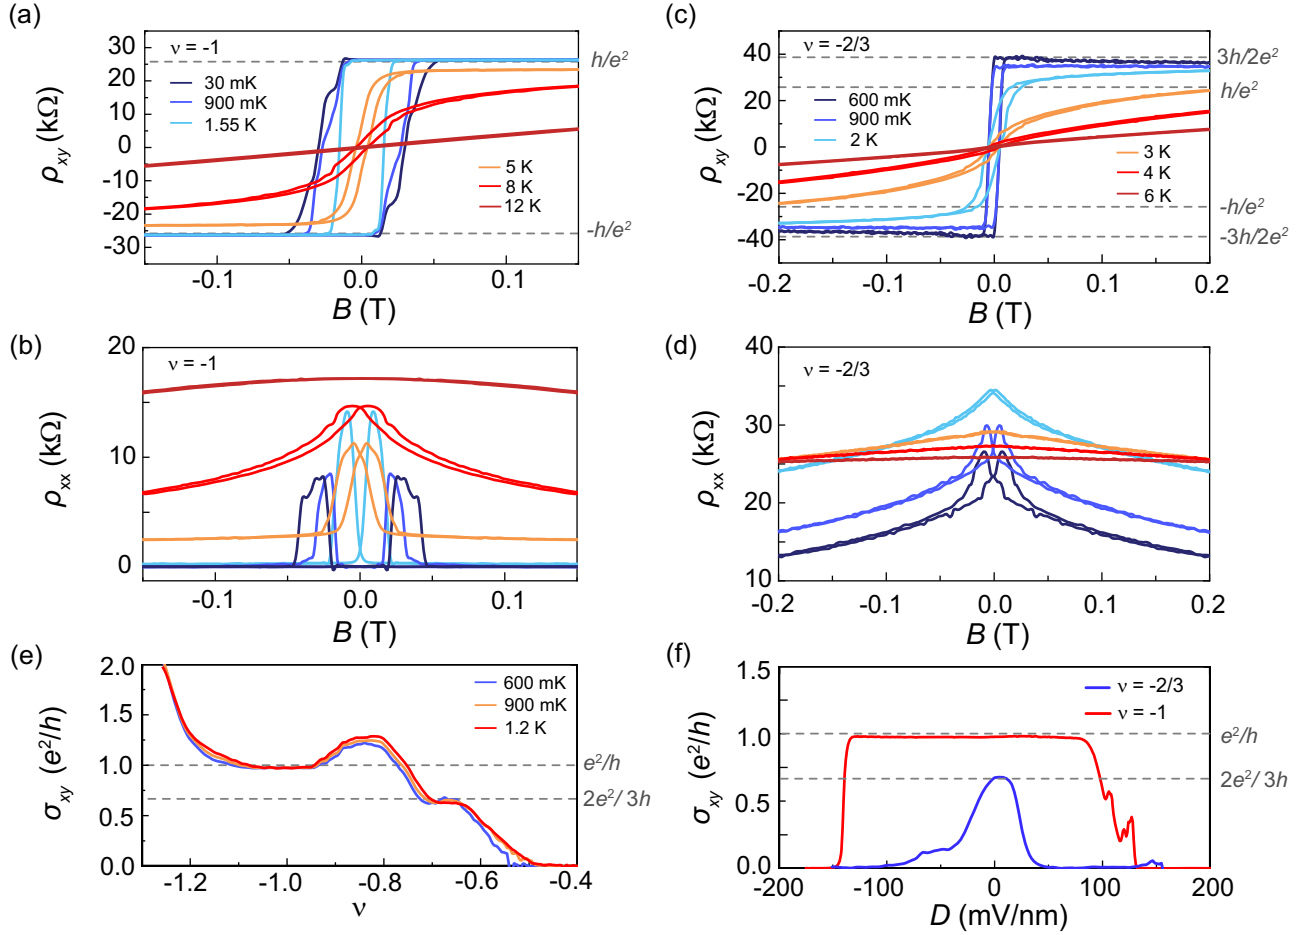 (a)
ν = -1
30 mK
900 mK
1.55 K
5 K
8 K
12 K
h/e²
-h/e²
30
20
10
0
-10
-20
-30
ρxy (kΩ)
-0.1
0.0
0.1
B (T)
(c)
ν = -2/3
600 mK
900 mK
2 K
3 K
4 K
6 K
3h/2e²
h/e²
-h/e²
-3h/2e²
40
20
0
-20
-40
ρxy (kΩ)
-0.2
-0.1
0.0
0.1
0.2
B (T)
(b)
ν = -1
20
10
0
ρxx (kΩ)
-0.1
0.0
0.1
B (T)
(d)
ν = -2/3
40
30
20
10
ρxx (kΩ)
-0.2
-0.1
0.0
0.1
0.2
B (T)
(e)
600 mK
900 mK
1.2 K
e²/h
2e²/3h
2.0
1.5
1.0
0.5
0.0
σxy (e²/h)
-1.2
-1.0
-0.8
-0.6
-0.4
ν
(f)
ν = -2/3
ν = -1
e²/h
2e²/3h
1.5
1.0
0.5
0.0
σxy (e²/h)
-200
-100
0
100
200
D (mV/nm)